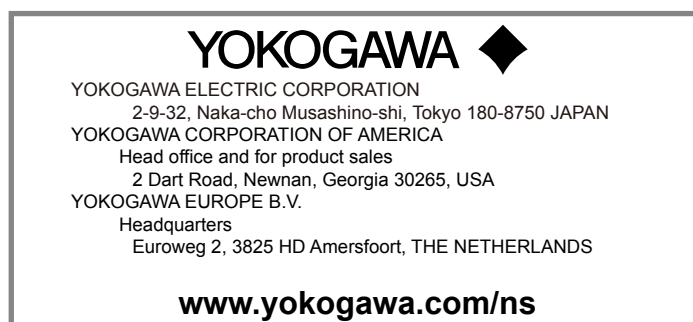 YOKOGAWA
YOKOGAWA ELECTRIC CORPORATION
2-9-32, Naka-cho Musashino-shi, Tokyo 180-8750 JAPAN
YOKOGAWA CORPORATION OF AMERICA
Head office and for product sales
2 Dart Road, Newnan, Georgia 30265, USA
YOKOGAWA EUROPE B.V.
Headquarters
Euroweg 2, 3825 HD Amersfoort, THE NETHERLANDS
www.yokogawa.com/ns